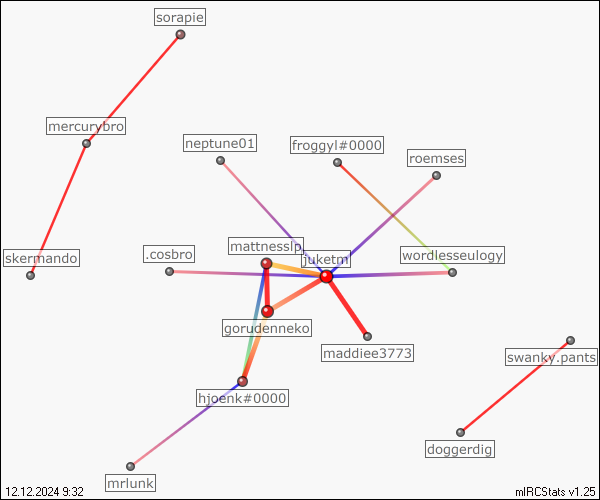 sorapie
mercurybro
neptune01
froggyl#0000
roemses
mattnesslp
juketm
skermando
.cosbro
wordlesseulogy
gorudenneko
maddiee3773
swanky.pants
hjoenk#0000
doggerdig
mrlunk
12.12.2024 9:32
mIRCStats v1.25